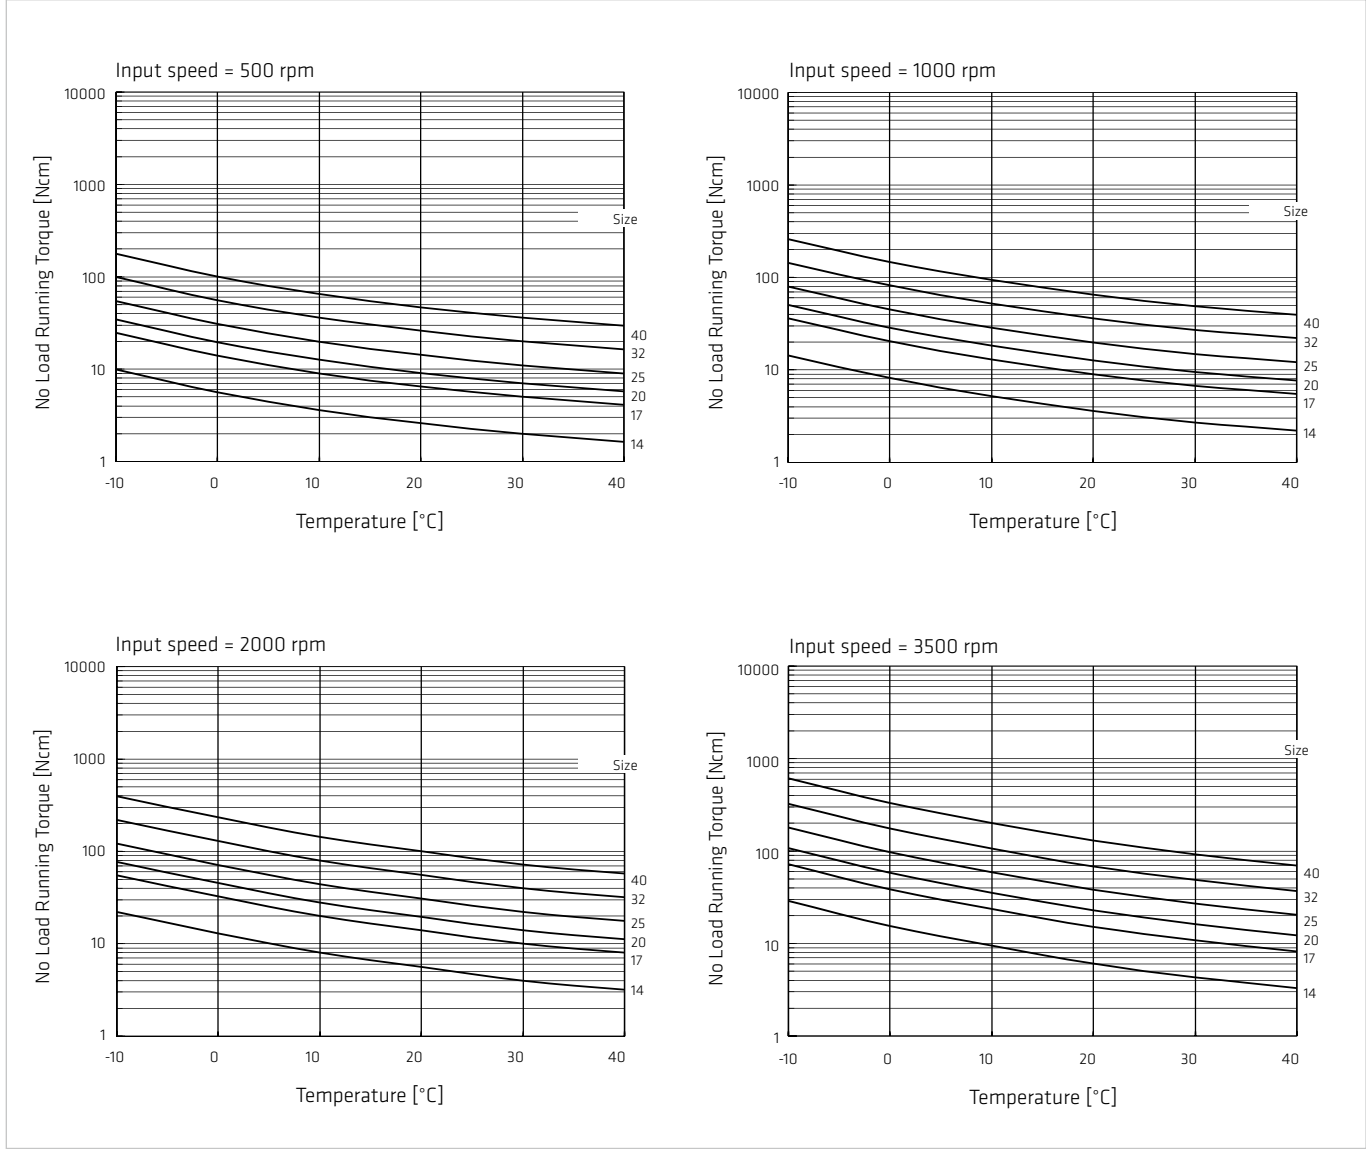 Input speed = 500 rpm
10000
1000
100
10
1
No Load Running Torque [Ncm]
Size
40
32
25
20
17
14
-10 0 10 20 30 40
Temperature [°C]
Input speed = 1000 rpm
10000
1000
100
10
1
No Load Running Torque [Ncm]
Size
40
32
25
20
17
14
-10 0 10 20 30 40
Temperature [°C]
Input speed = 2000 rpm
10000
1000
100
10
1
No Load Running Torque [Ncm]
Size
40
32
25
20
17
14
-10 0 10 20 30 40
Temperature [°C]
Input speed = 3500 rpm
10000
1000
100
10
1
No Load Running Torque [Ncm]
Size
40
32
25
20
17
14
-10 0 10 20 30 40
Temperature [°C]